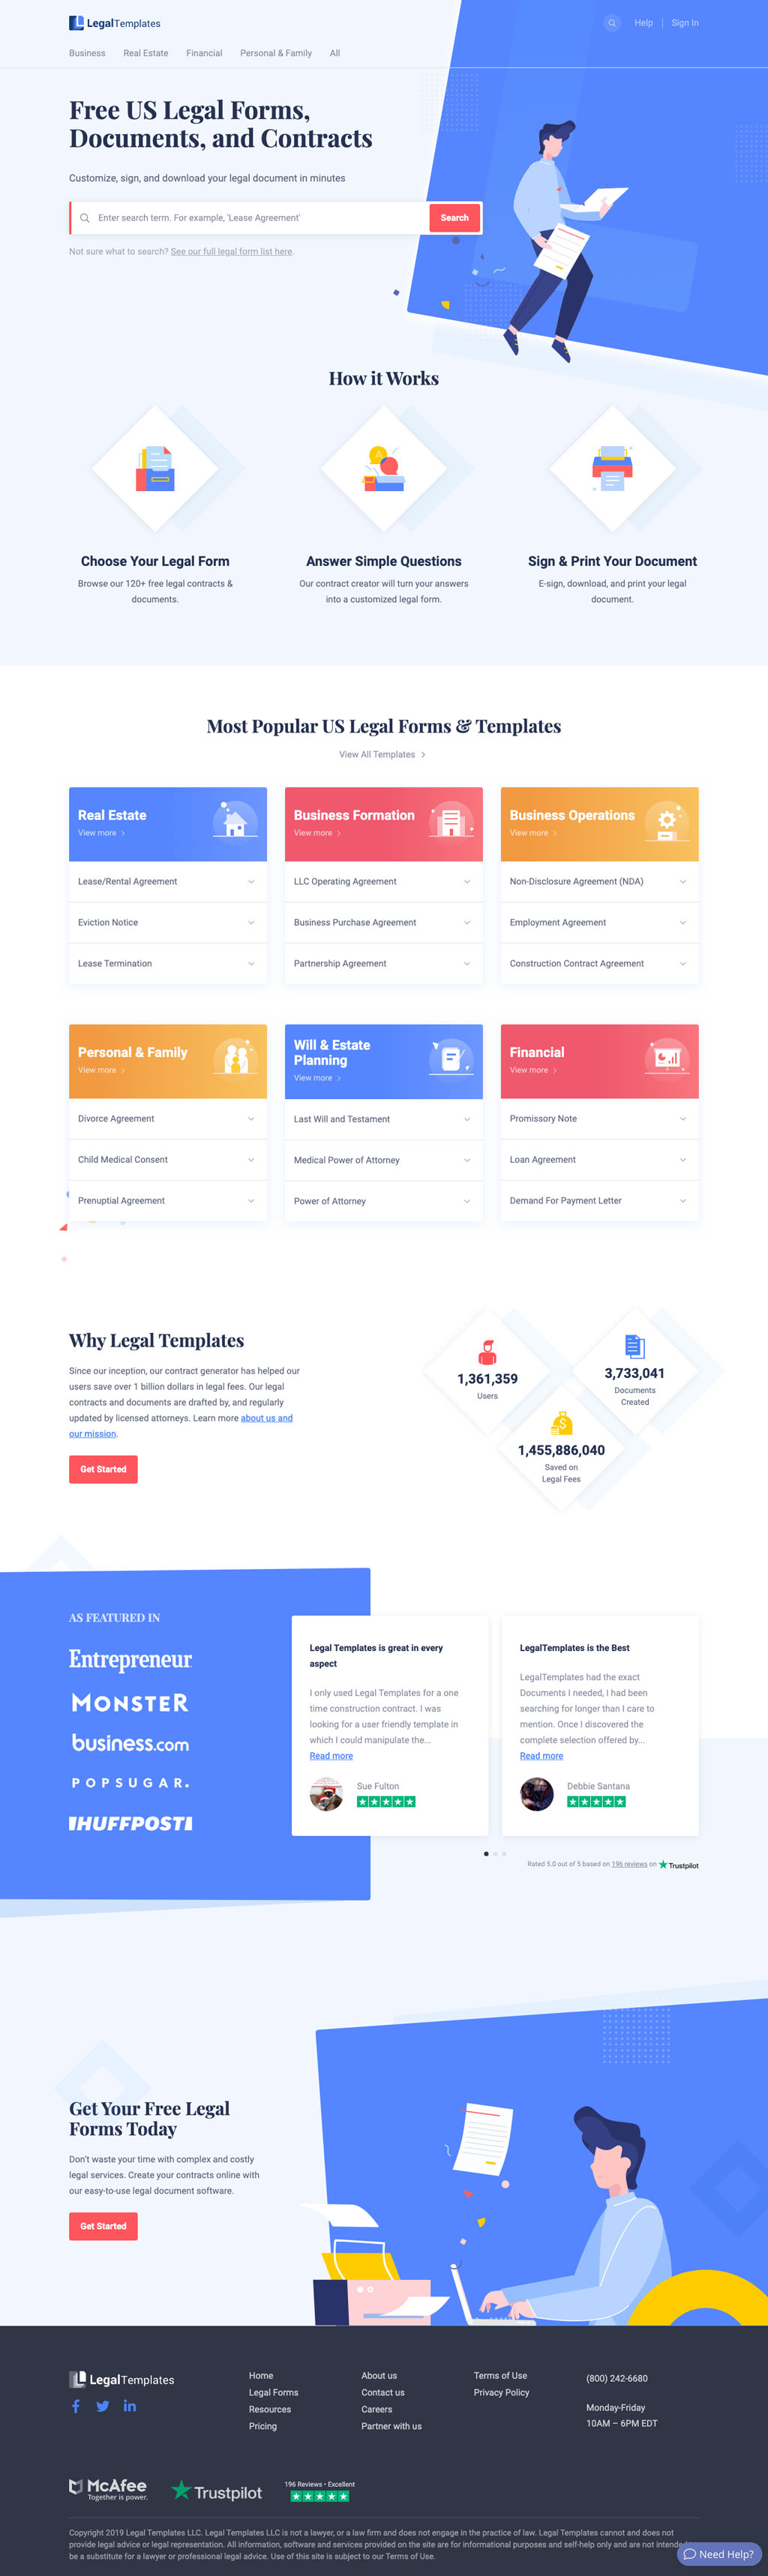 LegalTemplates
Help
Sign In
Business
Real Estate
Financial
Personal & Family
All
Free US Legal Forms,
Documents, and Contracts
Customize, sign, and download your legal document in minutes
Enter search term. For example, 'Lease Agreement'
Search
Not sure what to search? See our full legal form list here.
How it Works
Choose Your Legal Form
Browse our 120+ free legal contracts &
documents.
Answer Simple Questions
Our contract creator will turn your answers
into a customized legal form.
Sign & Print Your Document
E-sign, download, and print your legal
document.
Most Popular US Legal Forms & Templates
View All Templates
Real Estate
View more
Lease/Rental Agreement
Eviction Notice
Lease Termination
Business Formation
View more
LLC Operating Agreement
Business Purchase Agreement
Partnership Agreement
Business Operations
View more
Non-Disclosure Agreement (NDA)
Employment Agreement
Construction Contract Agreement
Personal & Family
View more
Divorce Agreement
Child Medical Consent
Prenuptial Agreement
Will & Estate
Planning
View more
Last Will and Testament
Medical Power of Attorney
Power of Attorney
Financial
View more
Promissory Note
Loan Agreement
Demand For Payment Letter
Why Legal Templates
Since our inception, our contract generator has helped our
users save over 1 billion dollars in legal fees. Our legal
contracts and documents are drafted by, and regularly
updated by licensed attorneys. Learn more about us and
our mission.
Get Started
1,361,359
Users
3,733,041
Documents
Created
1,455,886,040
Saved on
Legal Fees
AS FEATURED IN
Entrepreneur
MONSTER
business.com
POPSUGAR.
HUFFPOST
Legal Templates is great in every
aspect
I only used Legal Templates for a one
time construction contract. I was
looking for a user friendly template in
which I could manipulate the...
Read more
Sue Fulton
LegalTemplates is the Best
LegalTemplates had the exact
Documents I needed, I had been
searching for longer than I care to
mention. Once I discovered the
complete selection offered by...
Read more
Debbie Santana
Rated 5.0 out of 5 based on 196 reviews on Trustpilot
Get Your Free Legal
Forms Today
Don't waste your time with complex and costly
legal services. Create your contracts online with
our easy-to-use legal document software.
Get Started
LegalTemplates
Home
Legal Forms
Resources
Pricing
About us
Contact us
Careers
Partner with us
Terms of Use
Privacy Policy
(800) 242-6680
Monday-Friday
10AM – 6PM EDT
McAfee
Together is power.
Trustpilot
196 Reviews • Excellent
Copyright 2019 Legal Templates LLC. Legal Templates LLC is not a lawyer, or a law firm and does not engage in the practice of law. Legal Templates cannot and does not
provide legal advice or legal representation. All information, software and services provided on the site are for informational purposes and self-help only and are not intended
be a substitute for a lawyer or professional legal advice. Use of this site is subject to our Terms of Use.
Need Help?